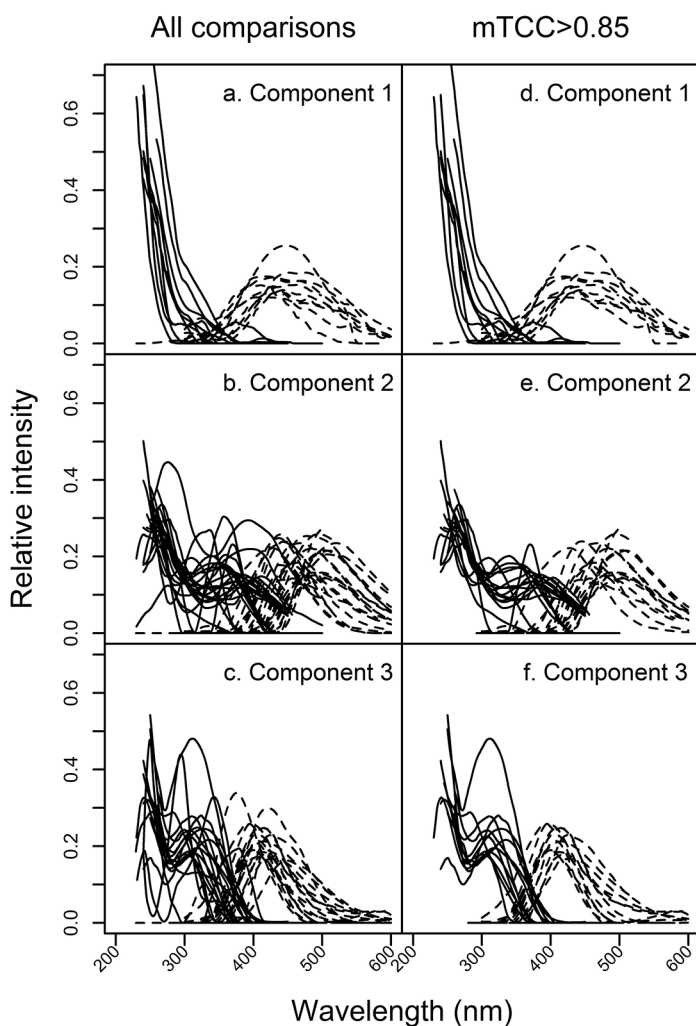 All comparisons mTCC>0.85
a. Component 1 d. Component 1
0.0 0.2 0.4 0.6
b. Component 2 e. Component 2
0.0 0.2 0.4 0.6
c. Component 3 f. Component 3
0.0 0.2 0.4 0.6
Relative intensity
200 300 400 500 600 200 300 400 500 600
Wavelength (nm)